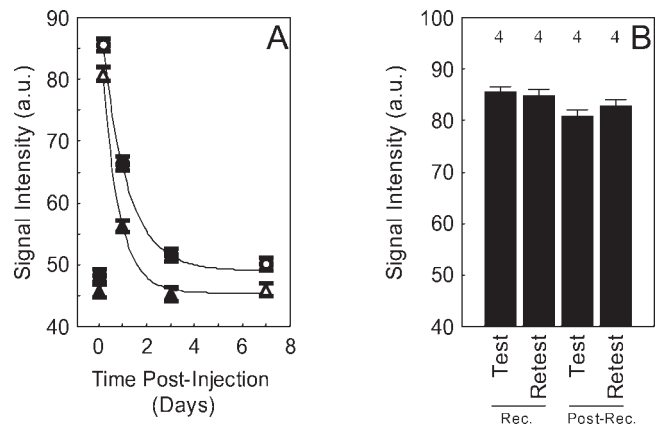 A
Signal Intensity (a.u.)
90
80
70
60
50
40
0 2 4 6 8
Time Post-Injection
(Days)
B
Signal Intensity (a.u.)
100
90
80
70
60
50
40
4 4 4 4
Test
Retest
Test
Retest
Rec.
Post-Rec.